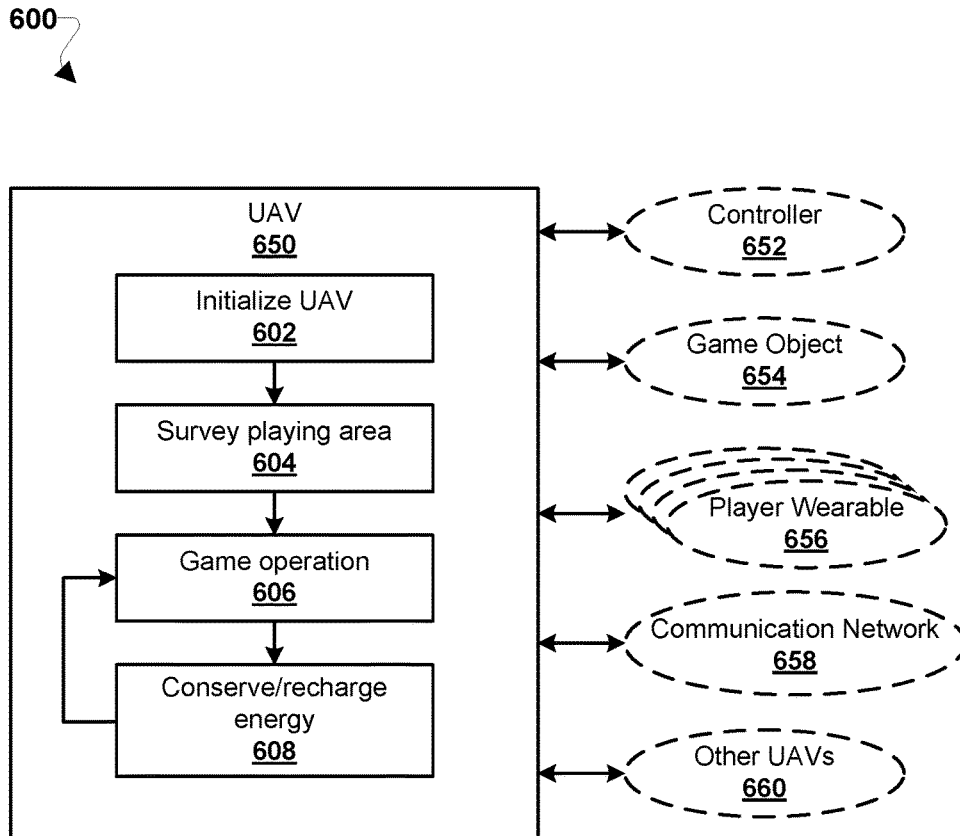 600
UAV
650
Initialize UAV
602
Survey playing area
604
Game operation
606
Conserve/recharge
energy
608
Controller
652
Game Object
654
Player Wearable
656
Communication Network
658
Other UAVs
660